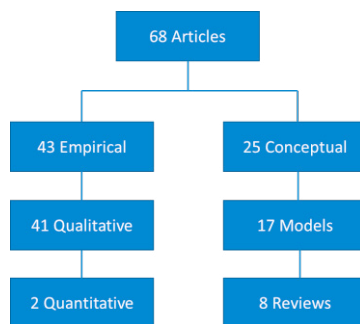 68 Articles
43 Empirical
25 Conceptual
41 Qualitative
17 Models
2 Quantitative
8 Reviews